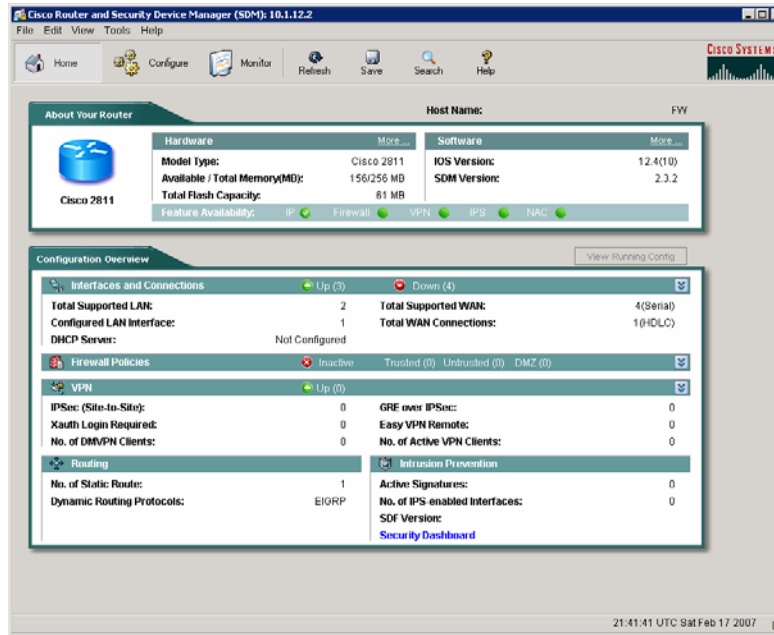 Cisco Router and Security Device Manager (SDM): 10.1.12.2
File Edit View Tools Help
Home Configure Monitor Refresh Save Search Help
CISCO SYSTEMS
About Your Router
Host Name: FW
Cisco 2811
Hardware More...
Model Type: Cisco 2811
Available / Total Memory(MB): 156/256 MB
Total Flash Capacity: 61 MB
Software More...
IOS Version: 12.4(10)
SDM Version: 2.3.2
Feature Availability: IP Firewall VPN IPS NAC
Configuration Overview
View Running Config
Interfaces and Connections Up (3) Down (4)
Total Supported LAN: 2 Total Supported WAN: 4(Serial)
Configured LAN Interface: 1 Total WAN Connections: 1(HDLC)
DHCP Server: Not Configured
Firewall Policies Inactive Trusted (0) Untrusted (0) DMZ (0)
VPN Up (0)
IPSec (Site-to-Site): 0 GRE over IPSec: 0
Xauth Login Required: 0 Easy VPN Remote: 0
No. of DMVPN Clients: 0 No. of Active VPN Clients: 0
Routing
No. of Static Route: 1
Dynamic Routing Protocols: EIGRP
Intrusion Prevention
Active Signatures: 0
No. of IPS-enabled Interfaces: 0
SDF Version:
Security Dashboard
21:41:41 UTC Sat Feb 17 2007